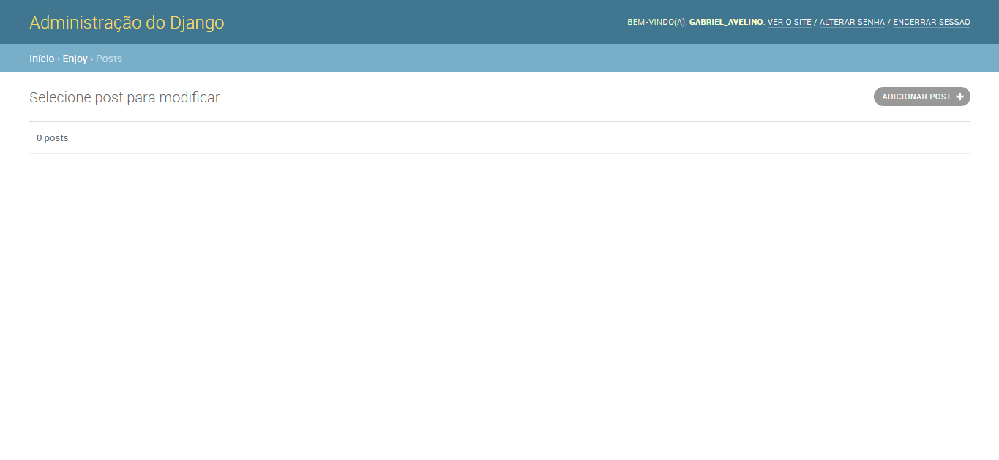 Administração do Django
BEM-VINDO(A), GABRIEL_AVELINO. VER O SITE / ALTERAR SENHA / ENCERRAR SESSÃO
Início › Enjoy › Posts
Selecione post para modificar
ADICIONAR POST
0 posts